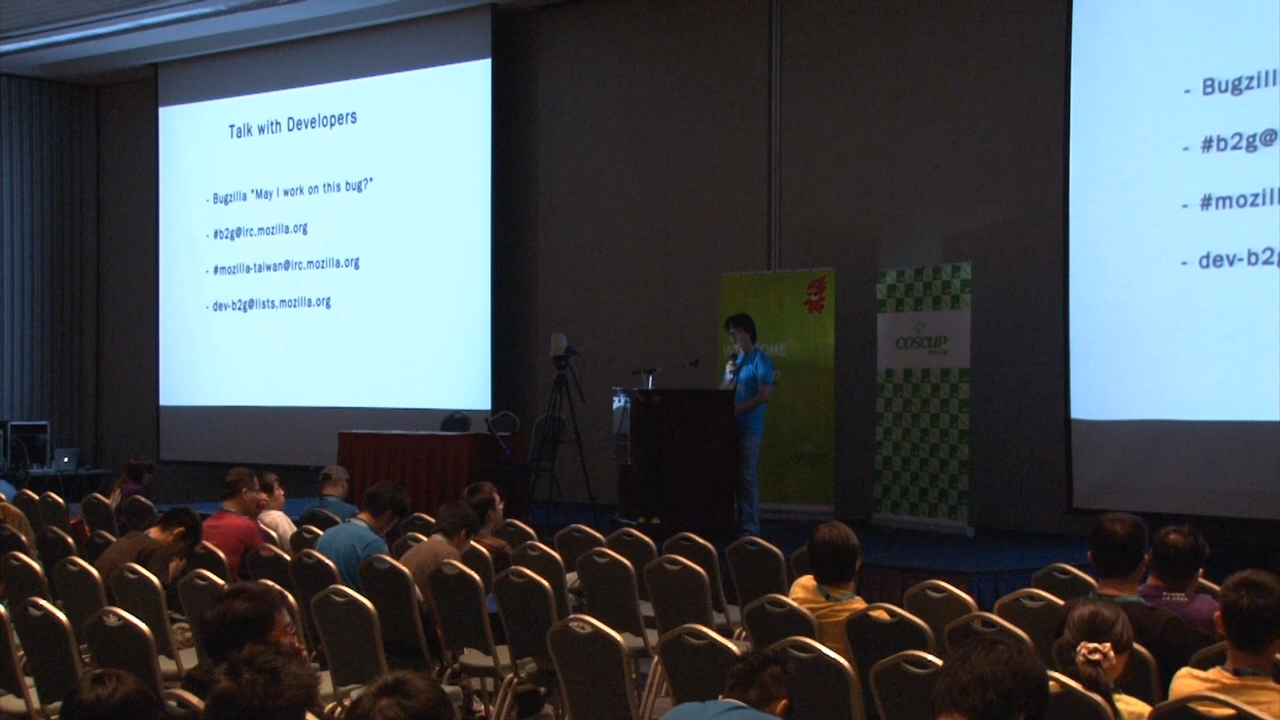 Talk with Developers
- Bugzilla "May I work on this bug?"
- #b2g@irc.mozilla.org
- #mozilla-taiwan@irc.mozilla.org
- dev-b2g@lists.mozilla.org
COSCUP
- Bugzill
- #b2g@
- #mozill
- dev-b2g